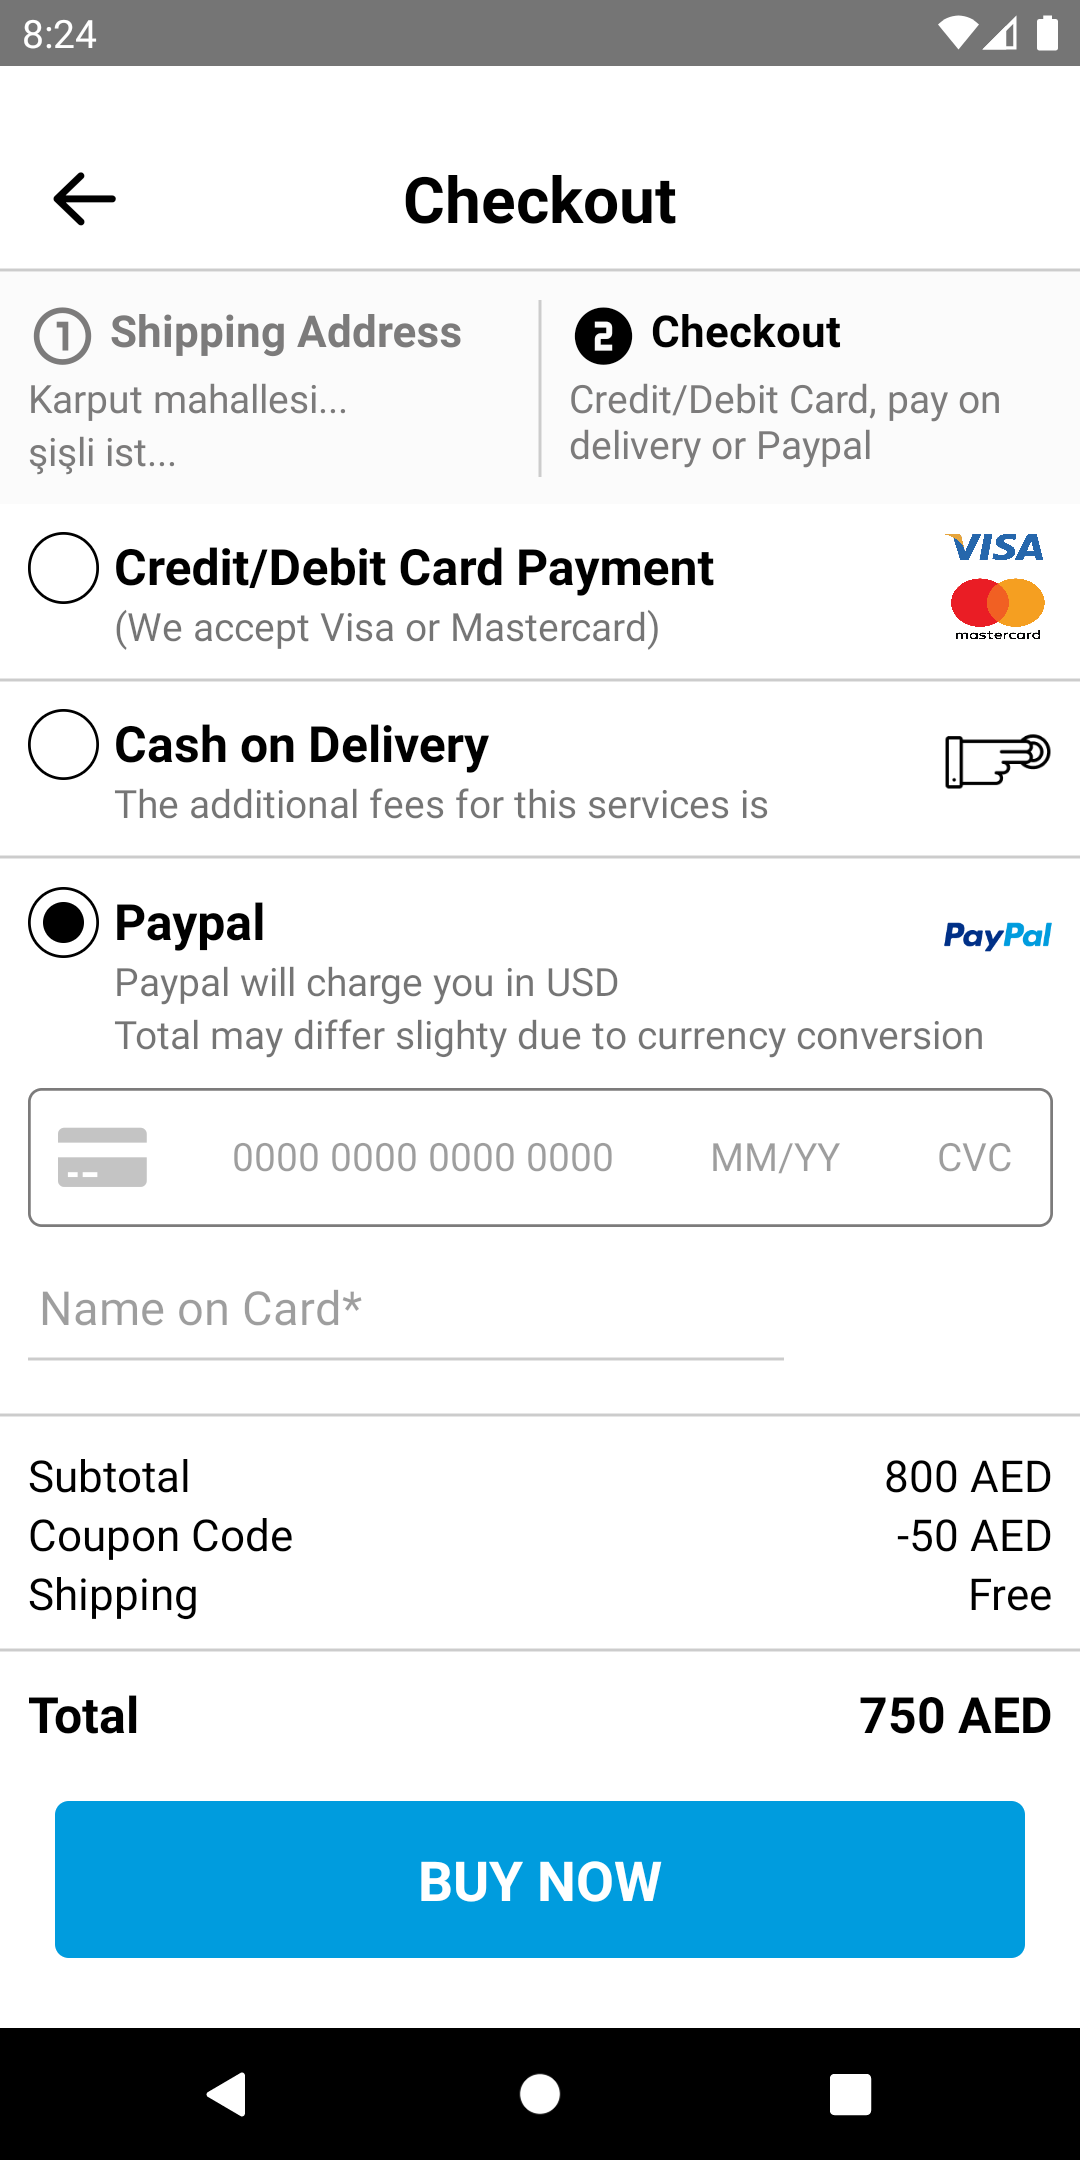 8:24
Checkout
1 Shipping Address
Karput mahallesi...
şişli ist...
2 Checkout
Credit/Debit Card, pay on
delivery or Paypal
Credit/Debit Card Payment
(We accept Visa or Mastercard)
VISA
mastercard
Cash on Delivery
The additional fees for this services is
Paypal
PayPal
Paypal will charge you in USD
Total may differ slighty due to currency conversion
0000 0000 0000 0000 MM/YY CVC
Name on Card*
Subtotal 800 AED
Coupon Code -50 AED
Shipping Free
Total 750 AED
BUY NOW